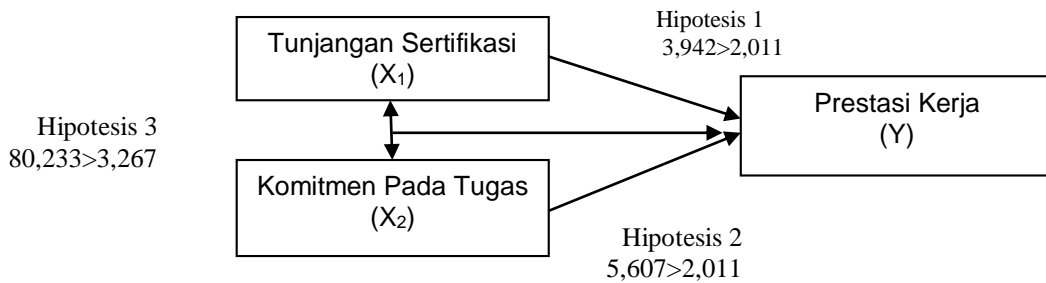 Hipotesis 1
3,942>2,011
Tunjangan Sertifikasi
(X₁)
Prestasi Kerja
(Y)
Hipotesis 3
80,233>3,267
Komitmen Pada Tugas
(X₂)
Hipotesis 2
5,607>2,011